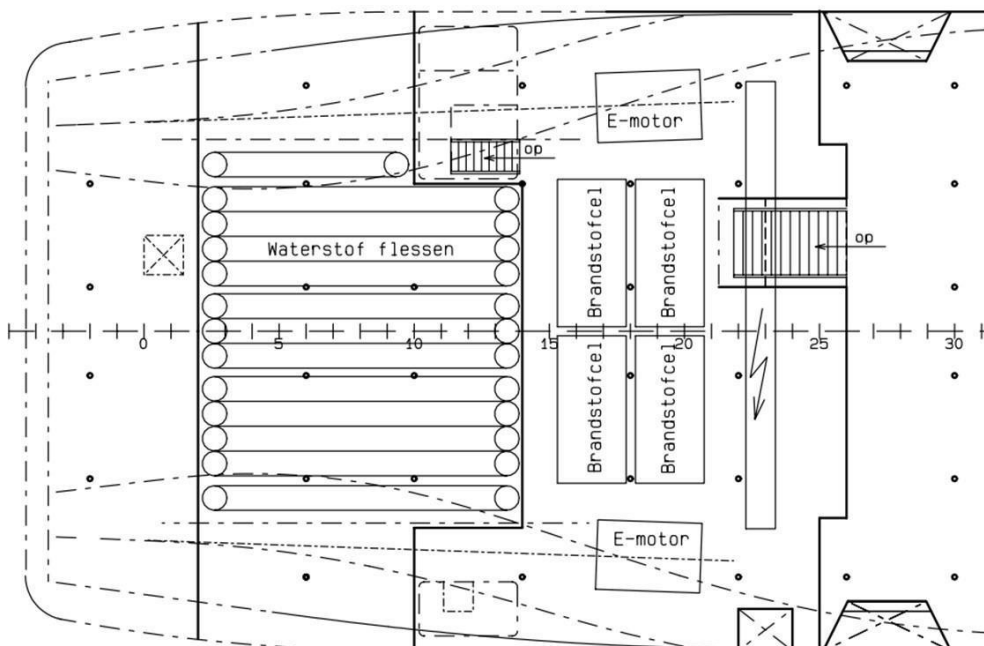 E-motor
op
Waterstof flessen
Brandstofcel
Brandstofcel
op
0 5 10 15 20 25 30
Brandstofcel
Brandstofcel
E-motor